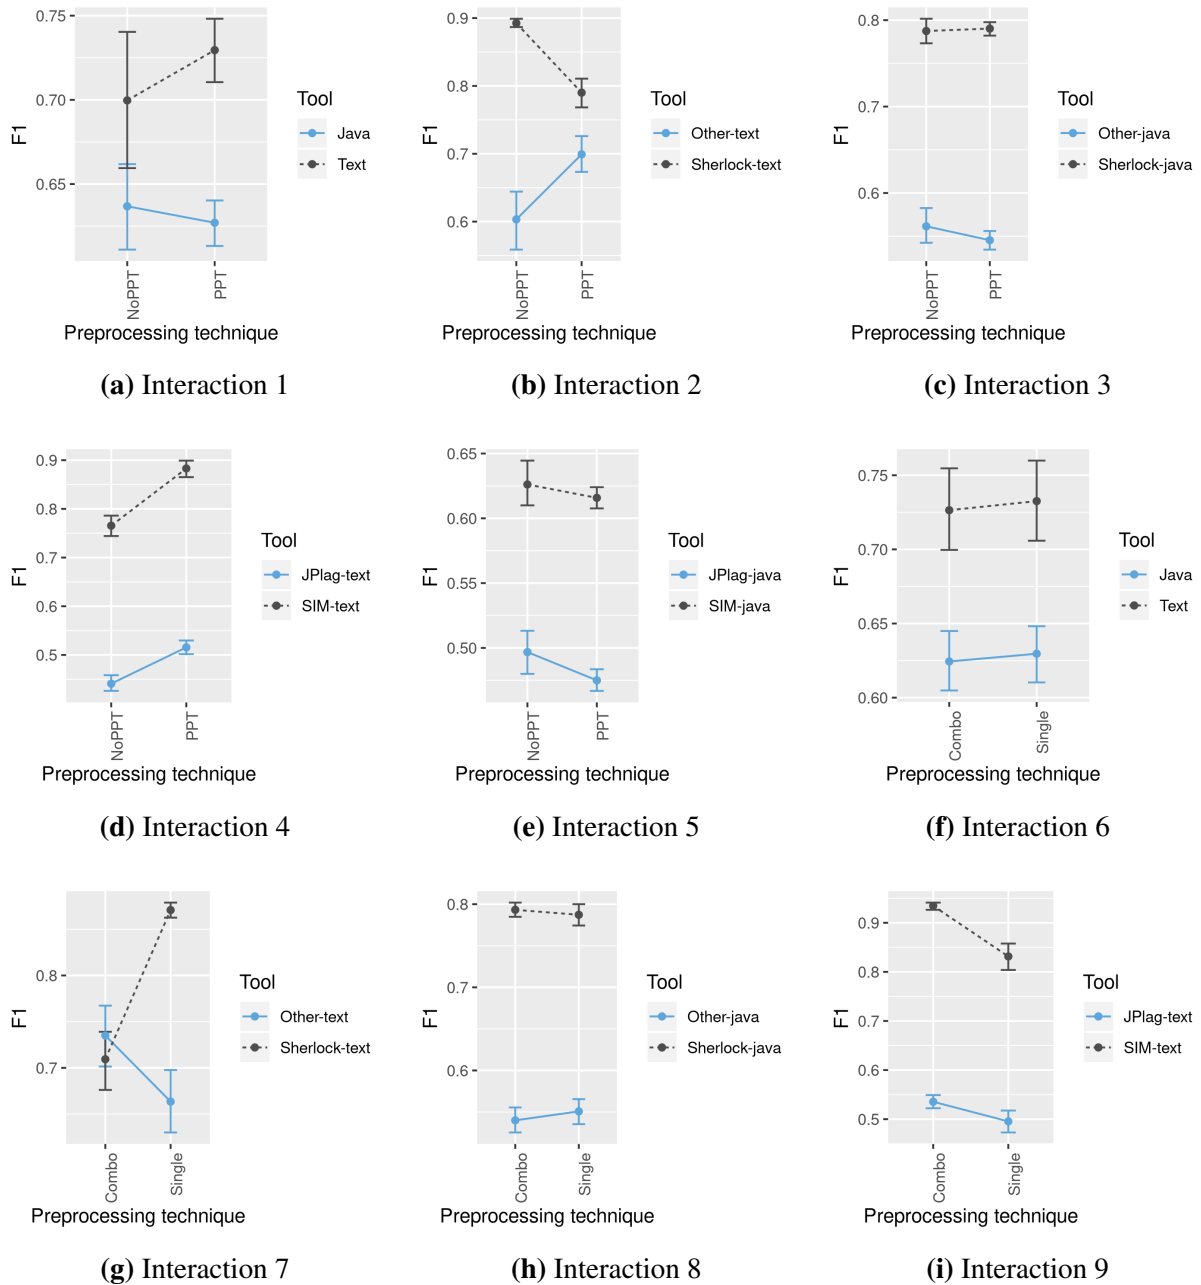 0.75
0.70
0.65
F1
NoPPT
PPT
Preprocessing technique
Tool
Java
Text
(a) Interaction 1
0.9
0.8
0.7
0.6
F1
NoPPT
PPT
Preprocessing technique
Tool
Other-text
Sherlock-text
(b) Interaction 2
0.8
0.7
0.6
F1
NoPPT
PPT
Preprocessing technique
Tool
Other-java
Sherlock-java
(c) Interaction 3
0.9
0.8
0.7
0.6
0.5
F1
NoPPT
PPT
Preprocessing technique
Tool
JPlag-text
SIM-text
(d) Interaction 4
0.65
0.60
0.55
0.50
F1
NoPPT
PPT
Preprocessing technique
Tool
JPlag-java
SIM-java
(e) Interaction 5
0.75
0.70
0.65
0.60
F1
Combo
Single
Preprocessing technique
Tool
Java
Text
(f) Interaction 6
0.8
0.7
F1
Combo
Single
Preprocessing technique
Tool
Other-text
Sherlock-text
(g) Interaction 7
0.8
0.7
0.6
F1
Combo
Single
Preprocessing technique
Tool
Other-java
Sherlock-java
(h) Interaction 8
0.9
0.8
0.7
0.6
0.5
F1
Combo
Single
Preprocessing technique
Tool
JPlag-text
SIM-text
(i) Interaction 9